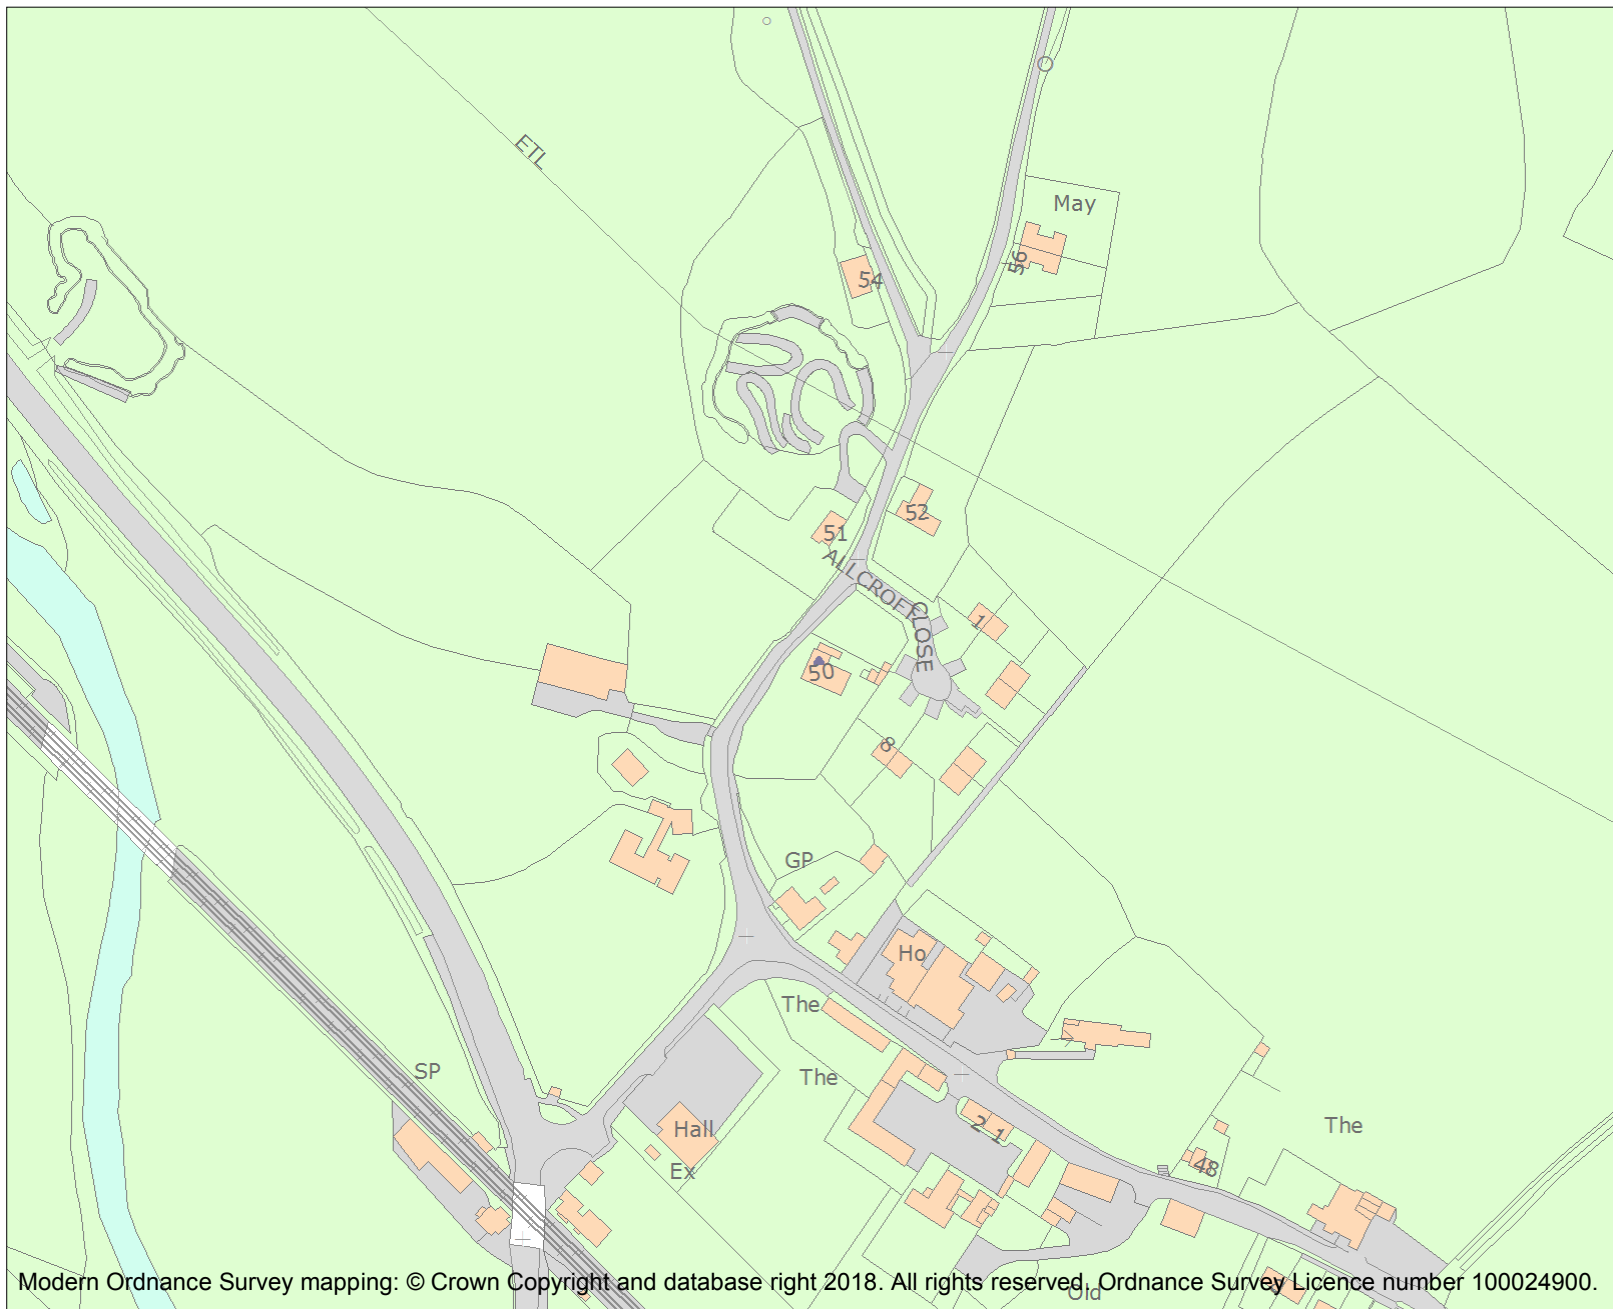 ETL
May
56
54
52
51
ALLCROFT CLOSE
1
50
8
GP
Ho
The
The
SP
Hall
Ex
2 1
The
48
Old
Modern Ordnance Survey mapping: © Crown Copyright and database right 2018. All rights reserved. Ordnance Survey Licence number 100024900.